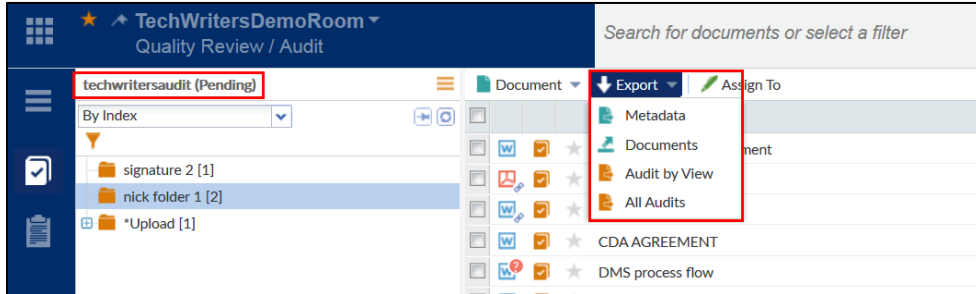 TechWritersDemoRoom
Quality Review / Audit
Search for documents or select a filter
techwritersaudit (Pending)
Document
Export
Assign To
By Index
Metadata
Documents
ment
Audit by View
All Audits
signature 2 [1]
nick folder 1 [2]
*Upload [1]
CDA AGREEMENT
DMS process flow